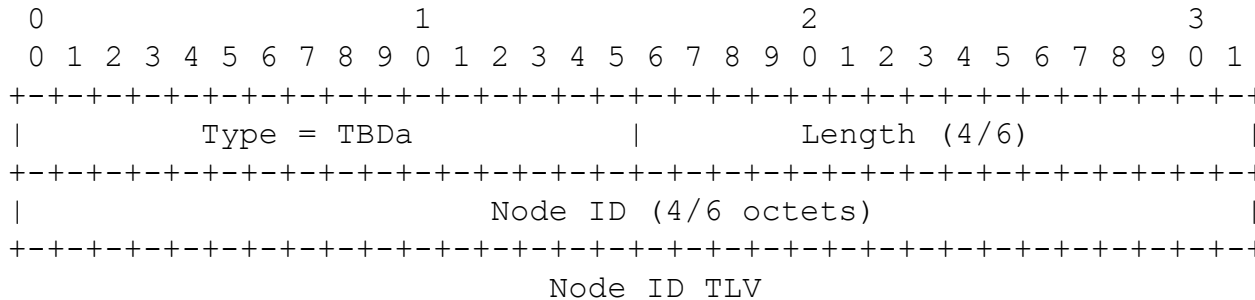 0                   1                   2                   3
 0 1 2 3 4 5 6 7 8 9 0 1 2 3 4 5 6 7 8 9 0 1 2 3 4 5 6 7 8 9 0 1
+-+-+-+-+-+-+-+-+-+-+-+-+-+-+-+-+-+-+-+-+-+-+-+-+-+-+-+-+-+-+-+-+
|         Type = TBDa           |        Length (4/6)           |
+-+-+-+-+-+-+-+-+-+-+-+-+-+-+-+-+-+-+-+-+-+-+-+-+-+-+-+-+-+-+-+-+
|                        Node ID (4/6 octets)                   |
+-+-+-+-+-+-+-+-+-+-+-+-+-+-+-+-+-+-+-+-+-+-+-+-+-+-+-+-+-+-+-+-+
                           Node ID TLV